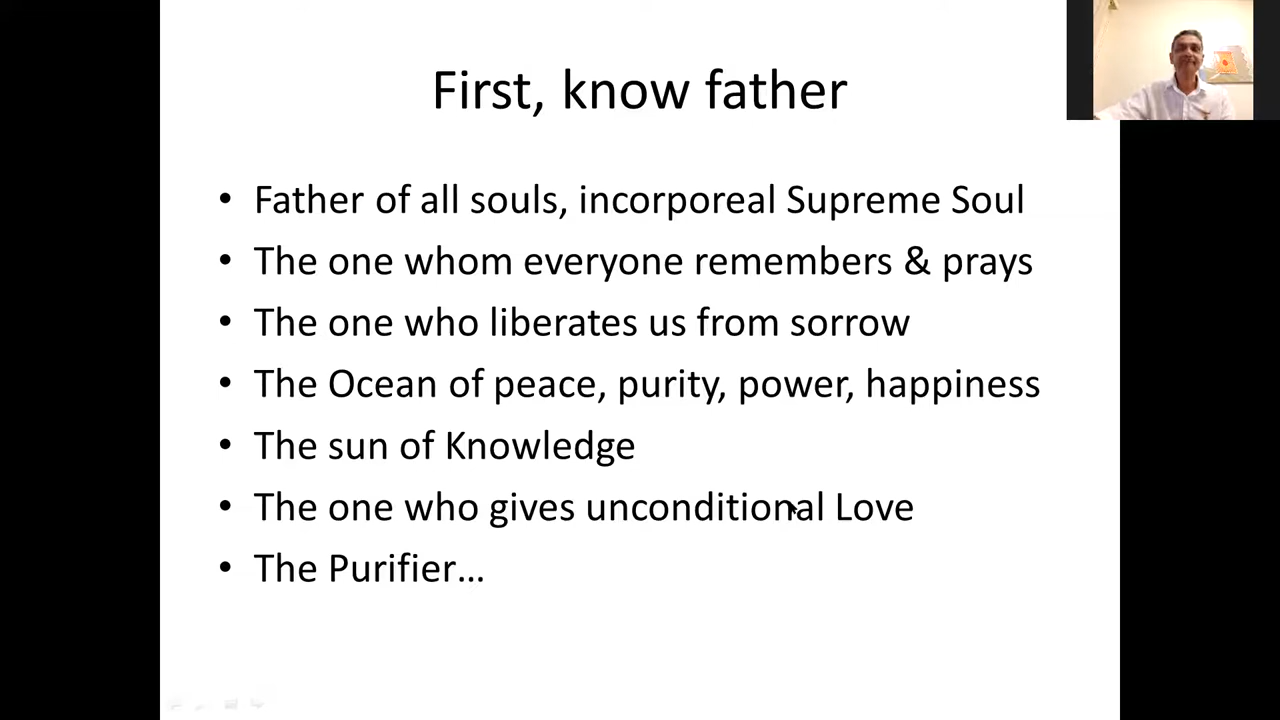 First, know father
• Father of all souls, incorporeal Supreme Soul
• The one whom everyone remembers & prays
• The one who liberates us from sorrow
• The Ocean of peace, purity, power, happiness
• The sun of Knowledge
• The one who gives unconditional Love
• The Purifier…